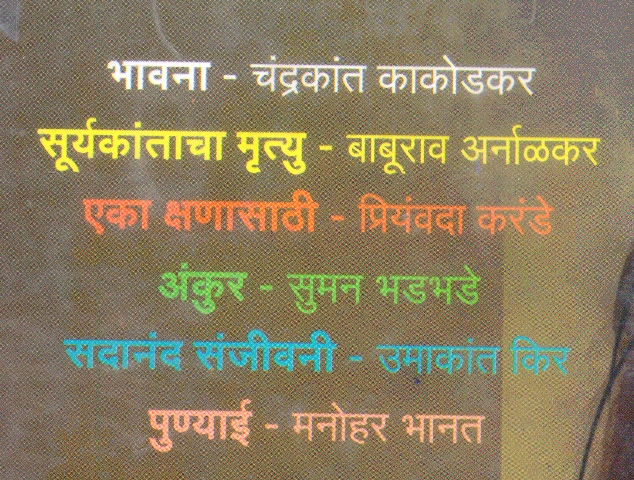 भावना - चंद्रकांत काकोडकर
सूर्यकांताचा मृत्यु - बाबूराव अर्नाळकर
एका क्षणासाठी - प्रियंवदा करंडे
अंकुर - सुमन भडभडे
सदानंद संजीवनी - उमाकांत किर
पुण्याई - मनोहर भानत